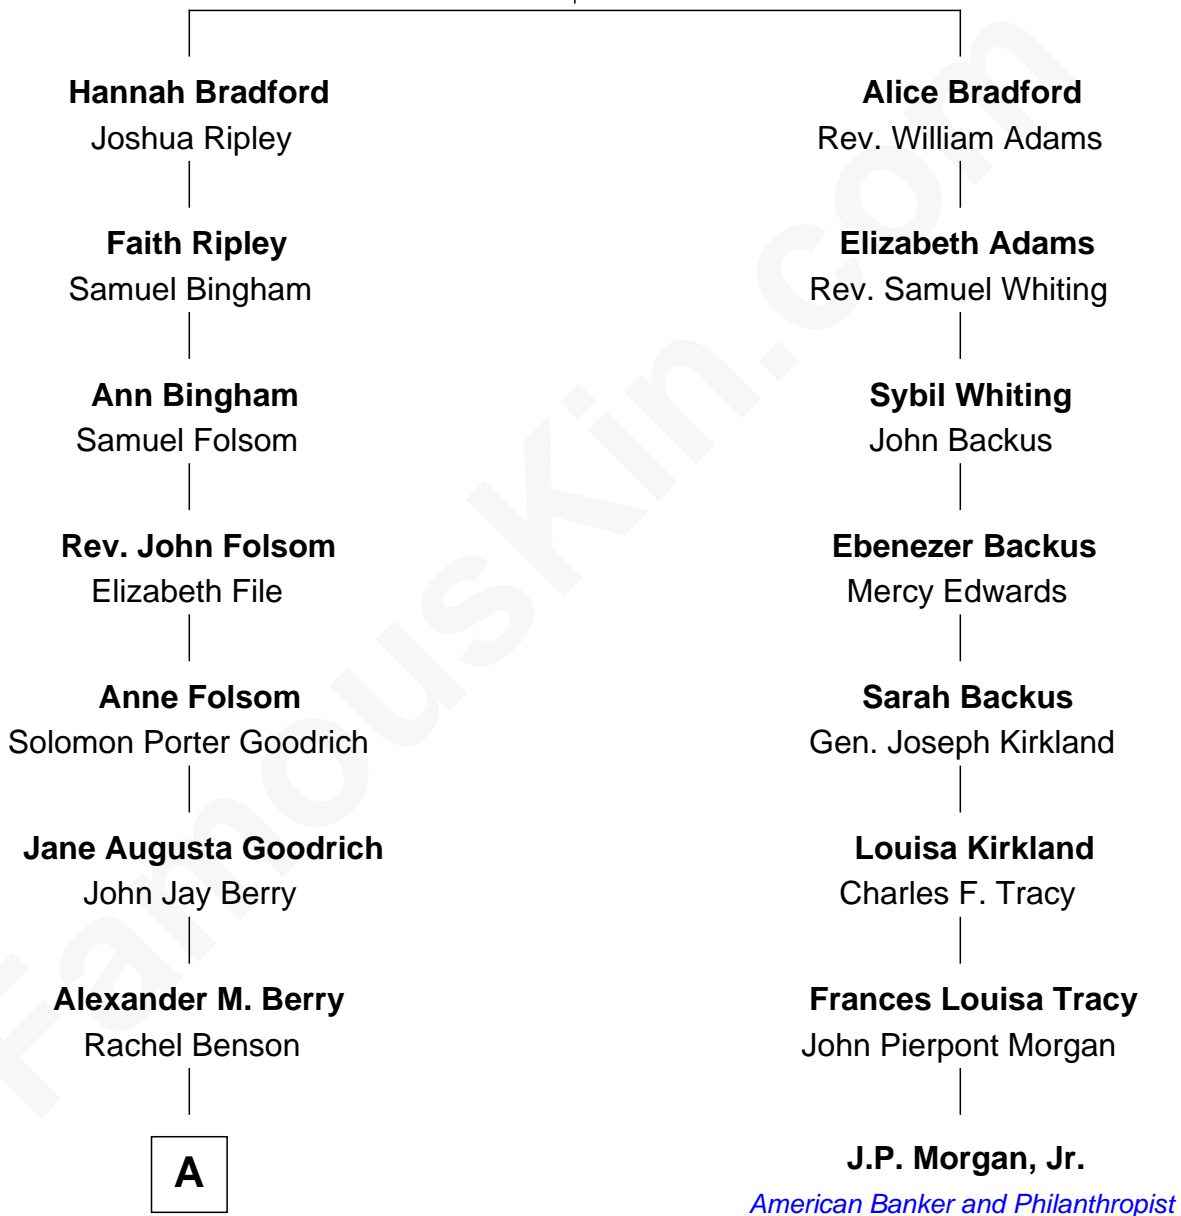 Hannah Bradford
Joshua Ripley
Faith Ripley
Samuel Bingham
Ann Bingham
Samuel Folsom
Rev. John Folsom
Elizabeth File
Anne Folsom
Solomon Porter Goodrich
Jane Augusta Goodrich
John Jay Berry
Alexander M. Berry
Rachel Benson
A
Alice Bradford
Rev. William Adams
Elizabeth Adams
Rev. Samuel Whiting
Sybil Whiting
John Backus
Ebenezer Backus
Mercy Edwards
Sarah Backus
Gen. Joseph Kirkland
Louisa Kirkland
Charles F. Tracy
Frances Louisa Tracy
John Pierpont Morgan
J.P. Morgan, Jr.
American Banker and Philanthropist
FamousKin.com